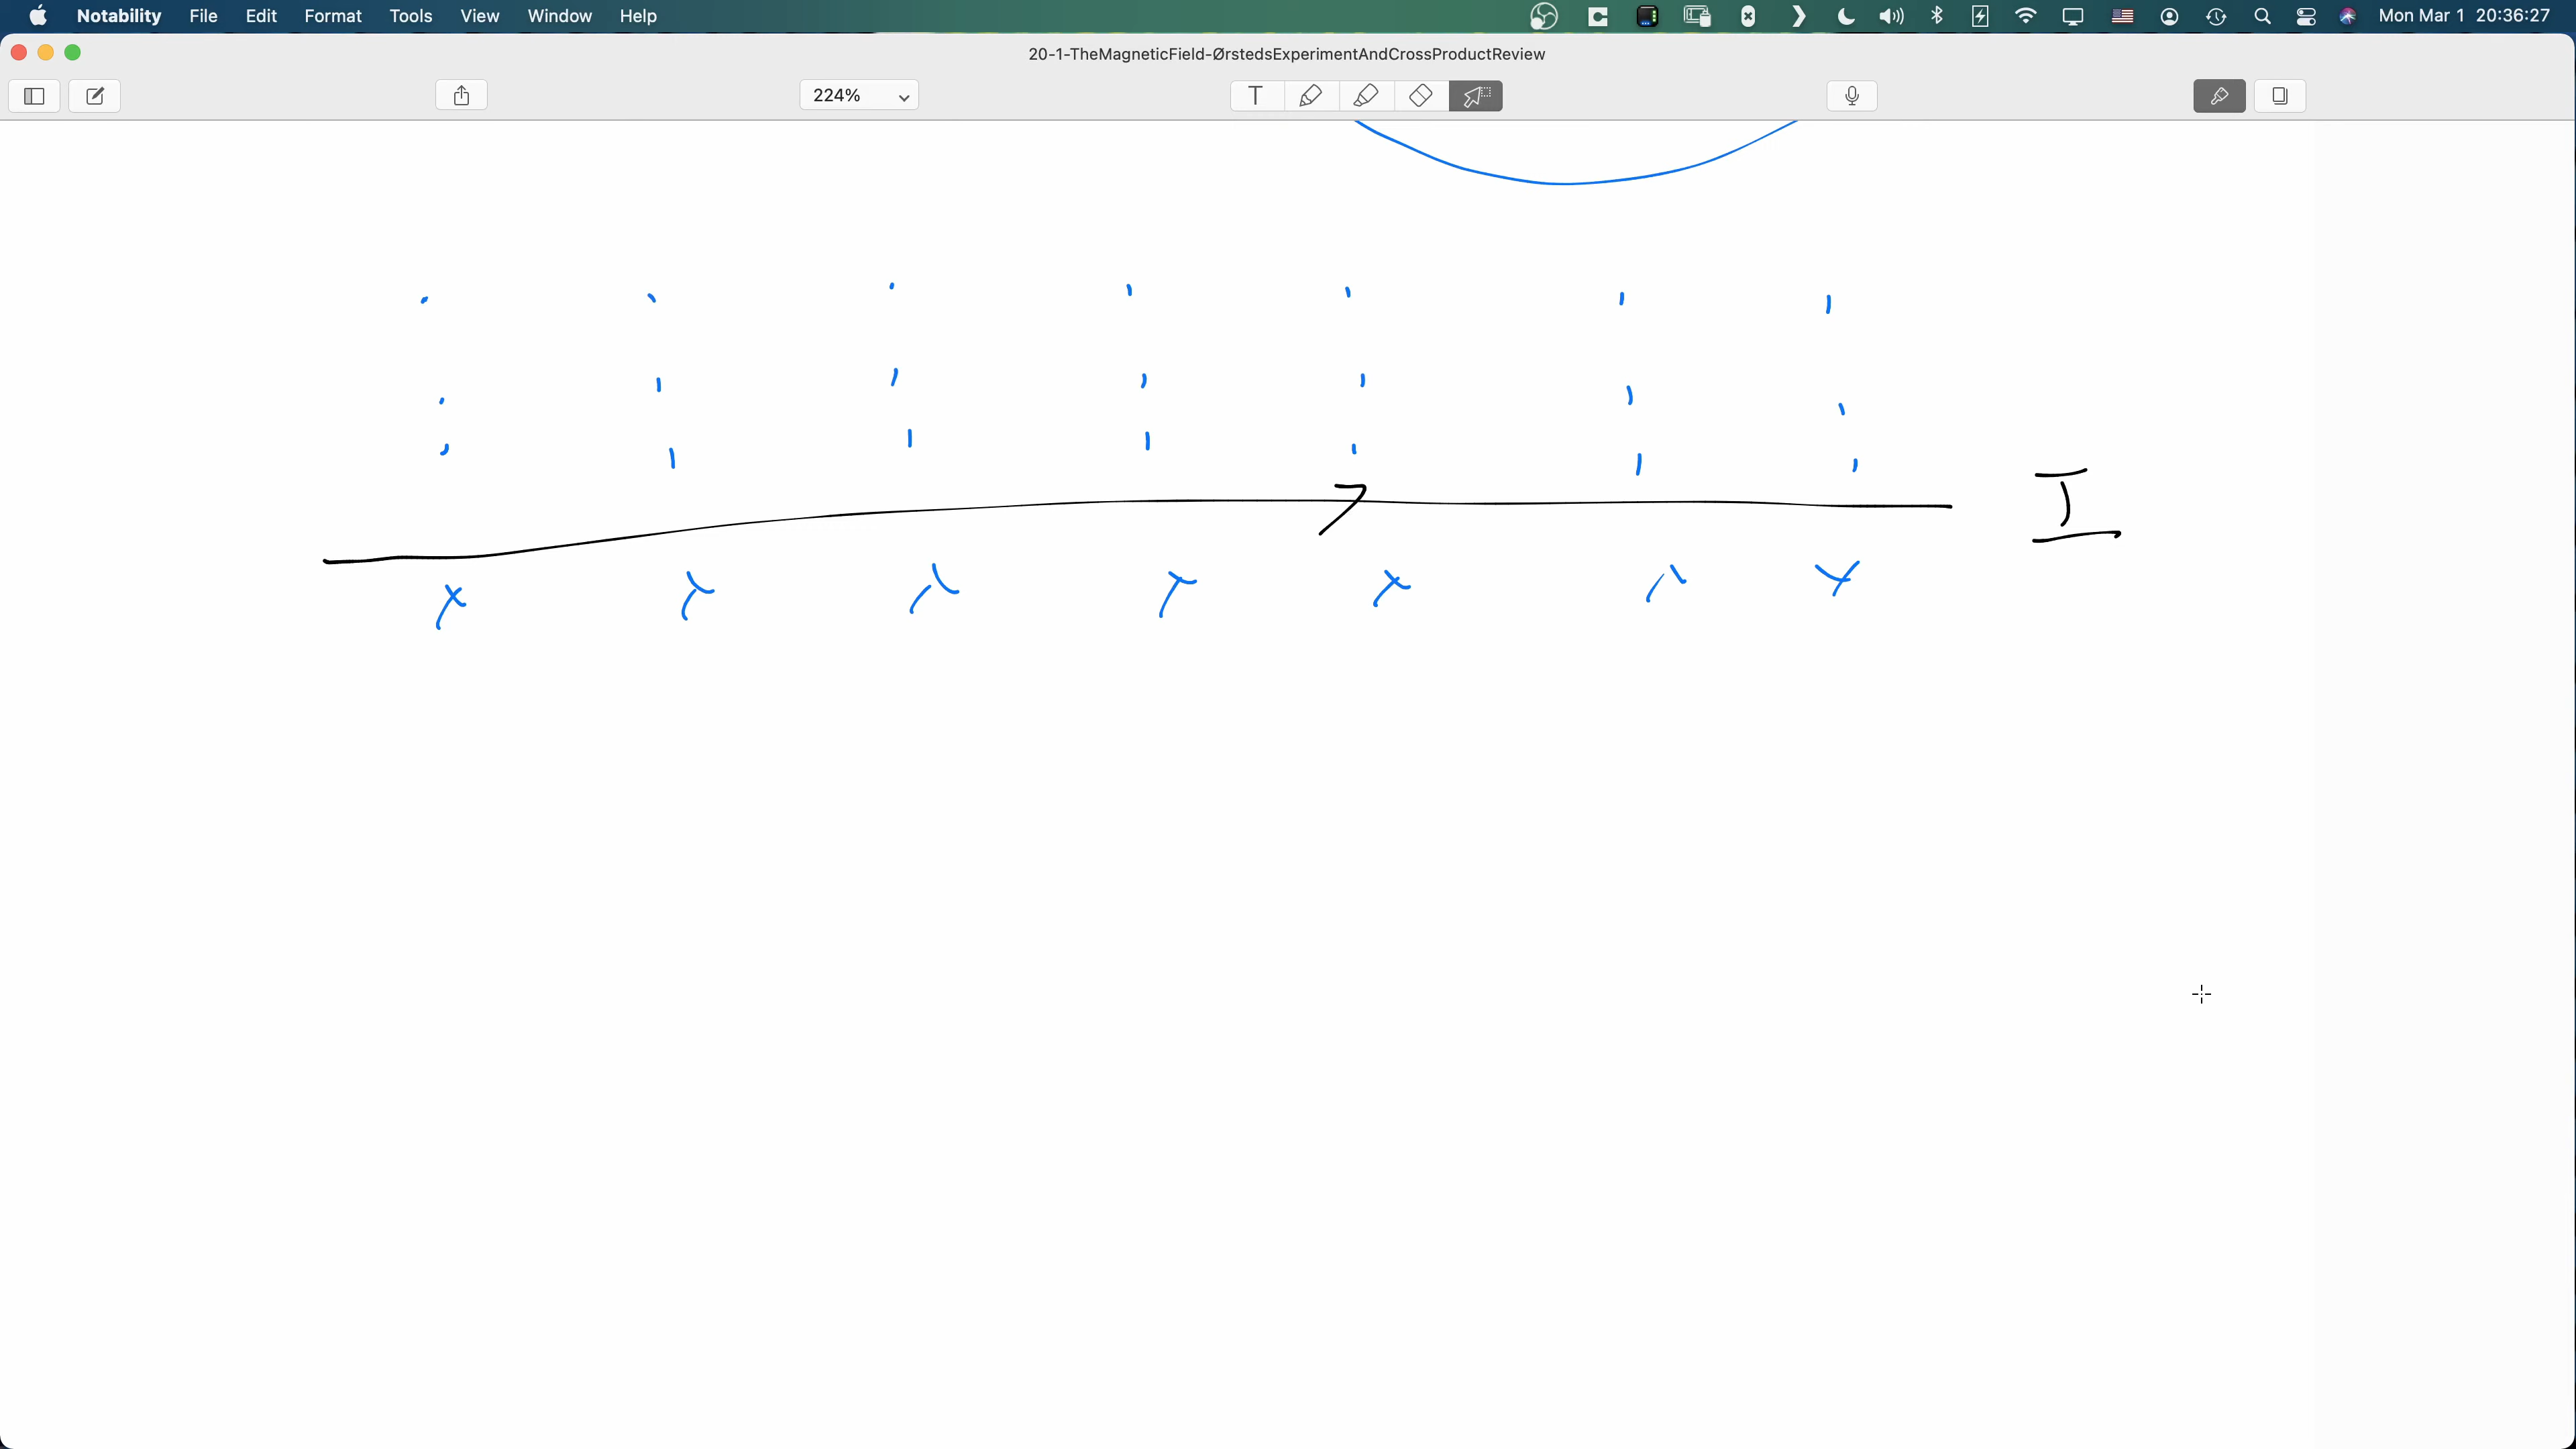 Notability File Edit Format Tools View Window Help Mon Mar 1 20:36:27
20-1-TheMagneticField-ØrstedsExperimentAndCrossProductReview
224% T
I
x x x x x x x